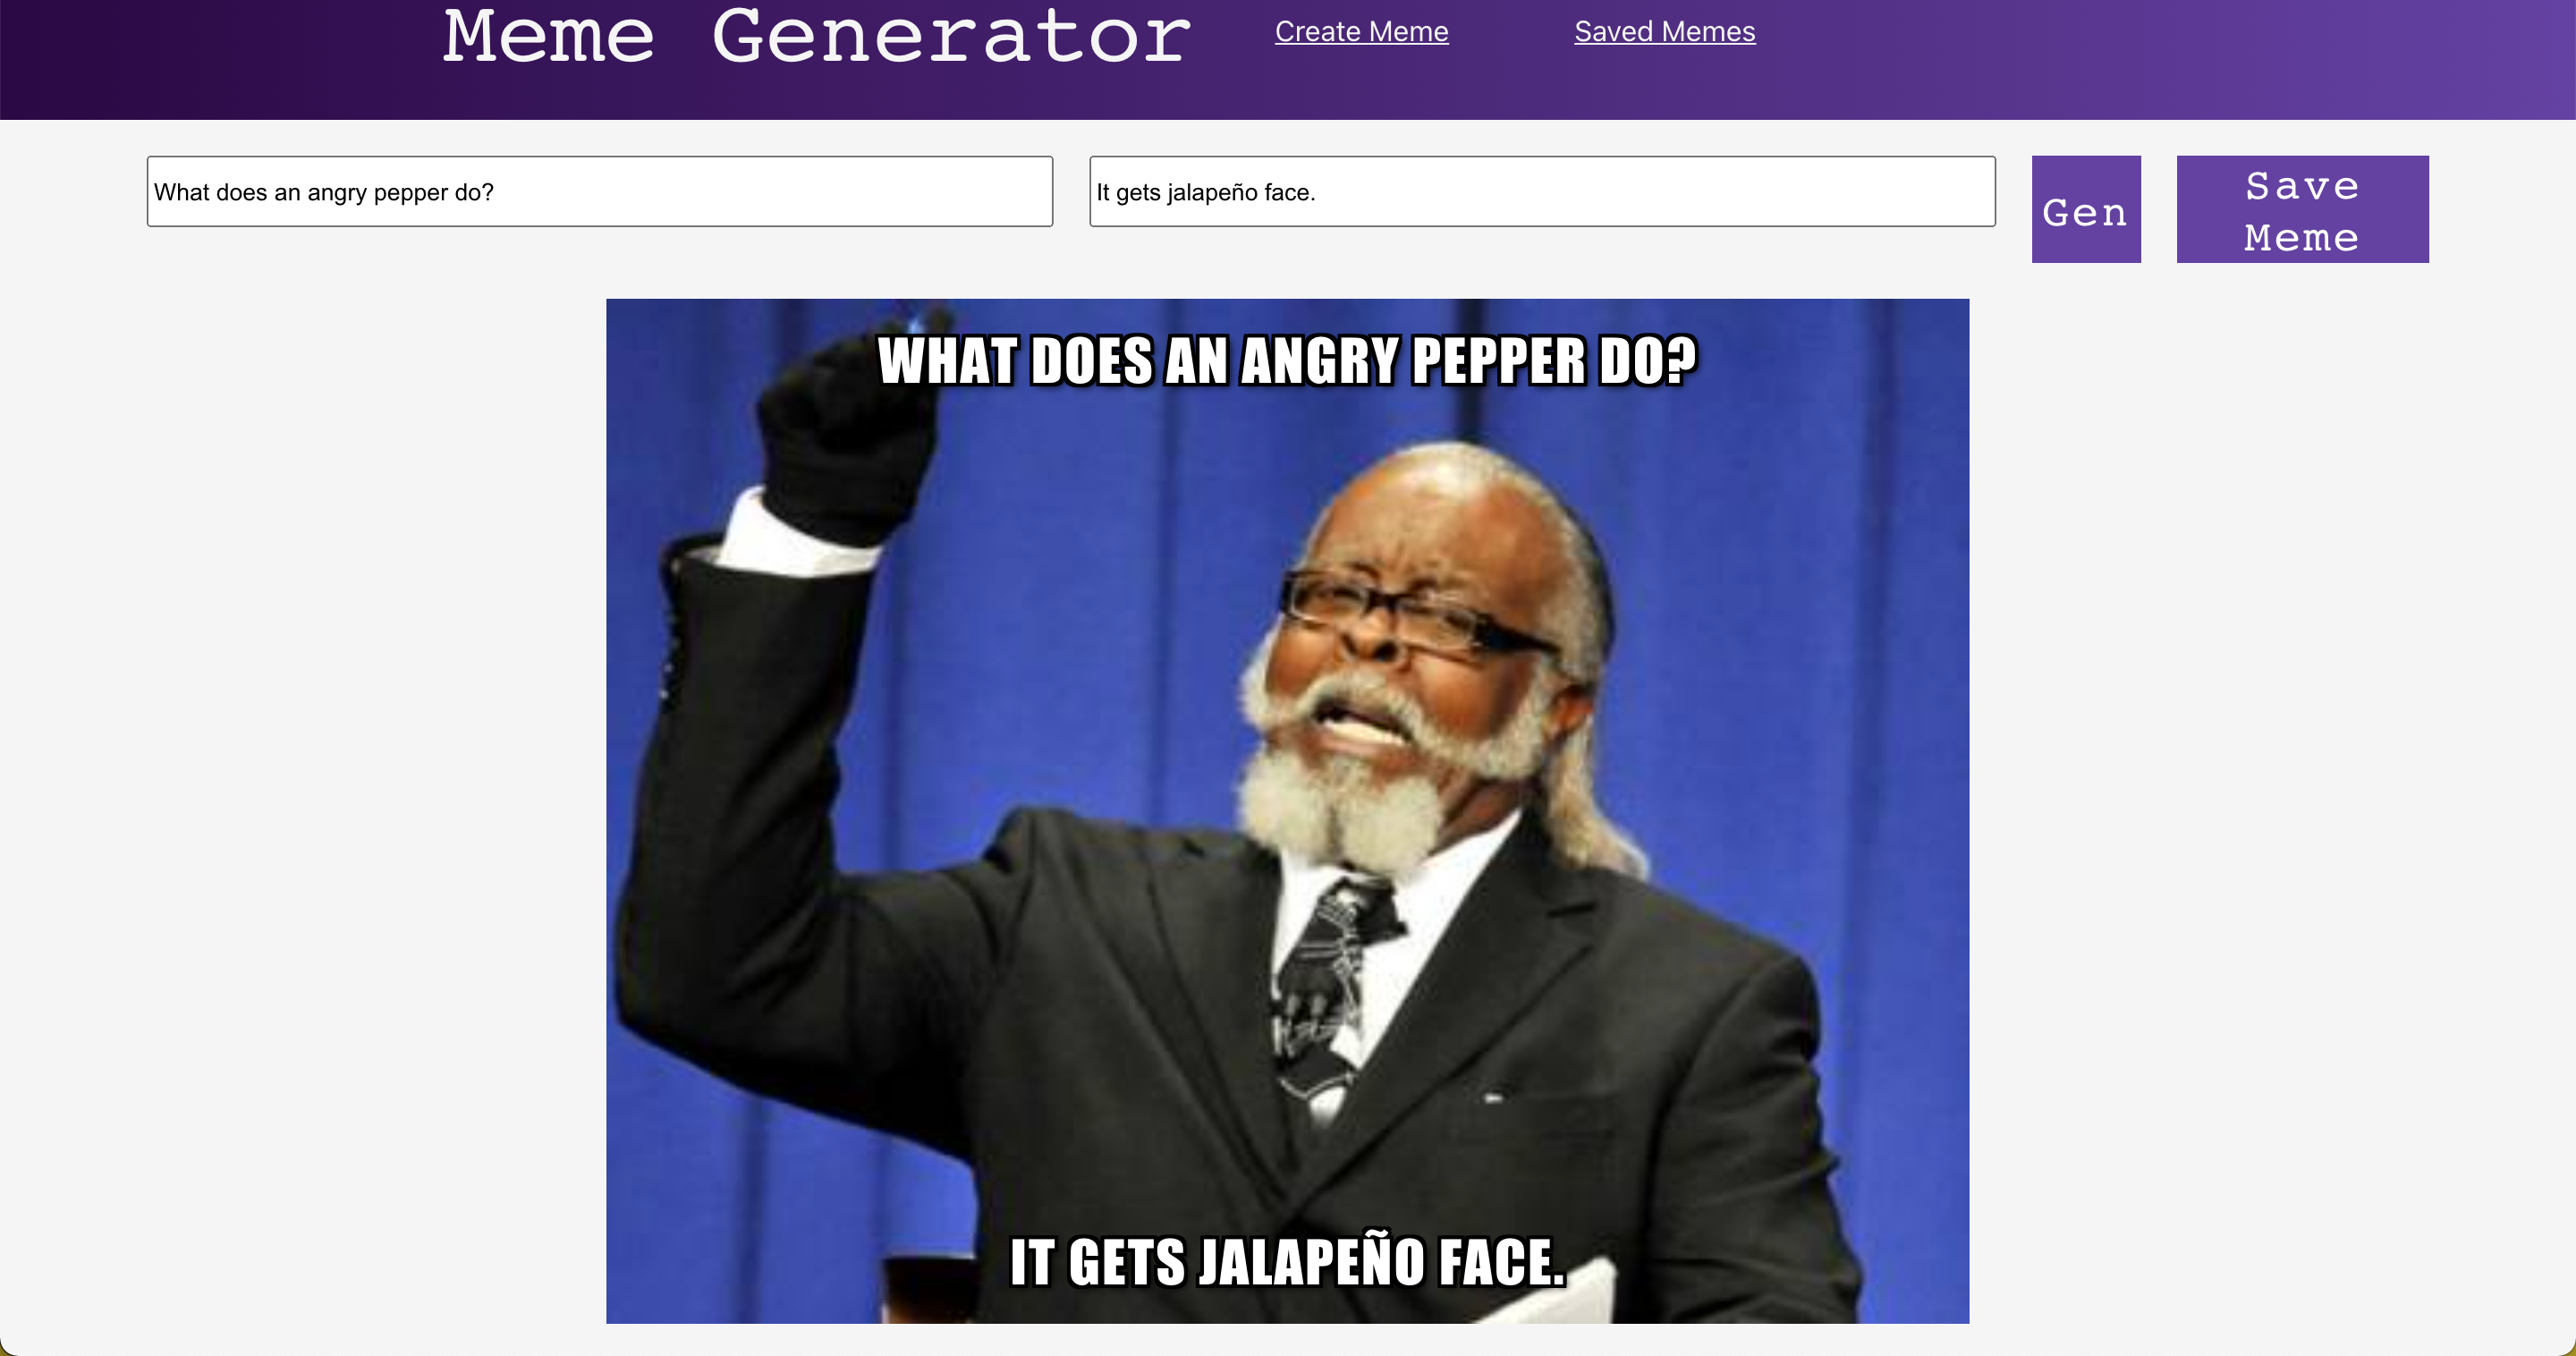 Meme Generator
Create Meme
Saved Memes
What does an angry pepper do?
It gets jalapeño face.
Gen
Save
Meme
WHAT DOES AN ANGRY PEPPER DO?
IT GETS JALAPEÑO FACE.